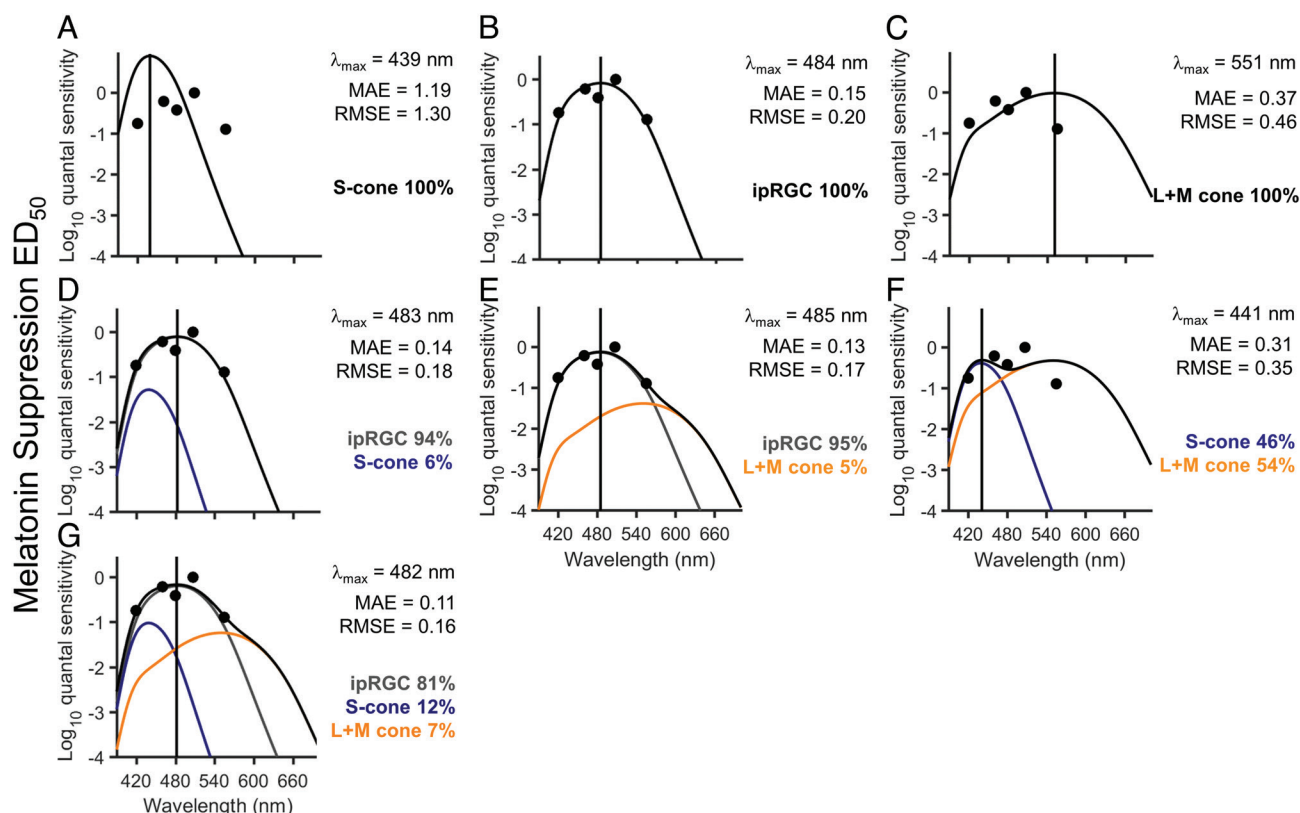 Melatonin Suppression ED50
A
Log10 quantal sensitivity
0
-1
-2
-3
-4
λmax = 439 nm
MAE = 1.19
RMSE = 1.30
S-cone 100%
B
Log10 quantal sensitivity
0
-1
-2
-3
-4
λmax = 484 nm
MAE = 0.15
RMSE = 0.20
ipRGC 100%
C
Log10 quantal sensitivity
0
-1
-2
-3
-4
λmax = 551 nm
MAE = 0.37
RMSE = 0.46
L+M cone 100%
D
Log10 quantal sensitivity
0
-1
-2
-3
-4
λmax = 483 nm
MAE = 0.14
RMSE = 0.18
ipRGC 94%
S-cone 6%
E
Log10 quantal sensitivity
0
-1
-2
-3
-4
λmax = 485 nm
MAE = 0.13
RMSE = 0.17
ipRGC 95%
L+M cone 5%
420 480 540 600 660
Wavelength (nm)
F
Log10 quantal sensitivity
0
-1
-2
-3
-4
λmax = 441 nm
MAE = 0.31
RMSE = 0.35
S-cone 46%
L+M cone 54%
420 480 540 600 660
Wavelength (nm)
G
Log10 quantal sensitivity
0
-1
-2
-3
-4
λmax = 482 nm
MAE = 0.11
RMSE = 0.16
ipRGC 81%
S-cone 12%
L+M cone 7%
420 480 540 600 660
Wavelength (nm)